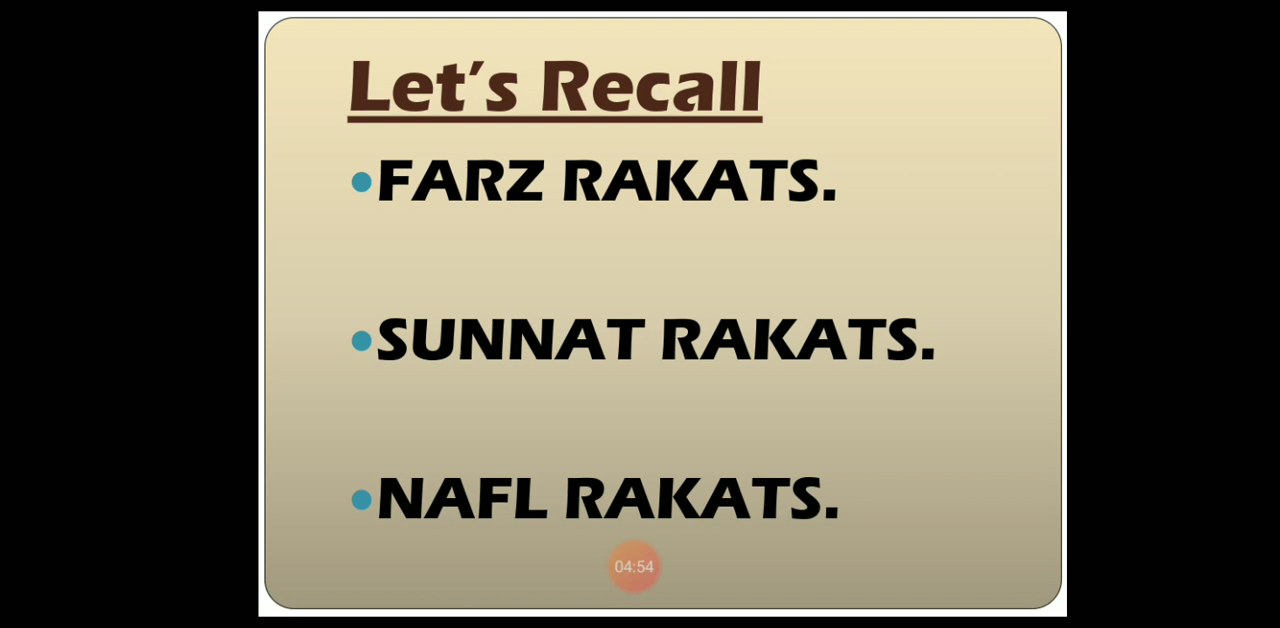 Let's Recall
•FARZ RAKATS.
•SUNNAT RAKATS.
•NAFL RAKATS.
04:54